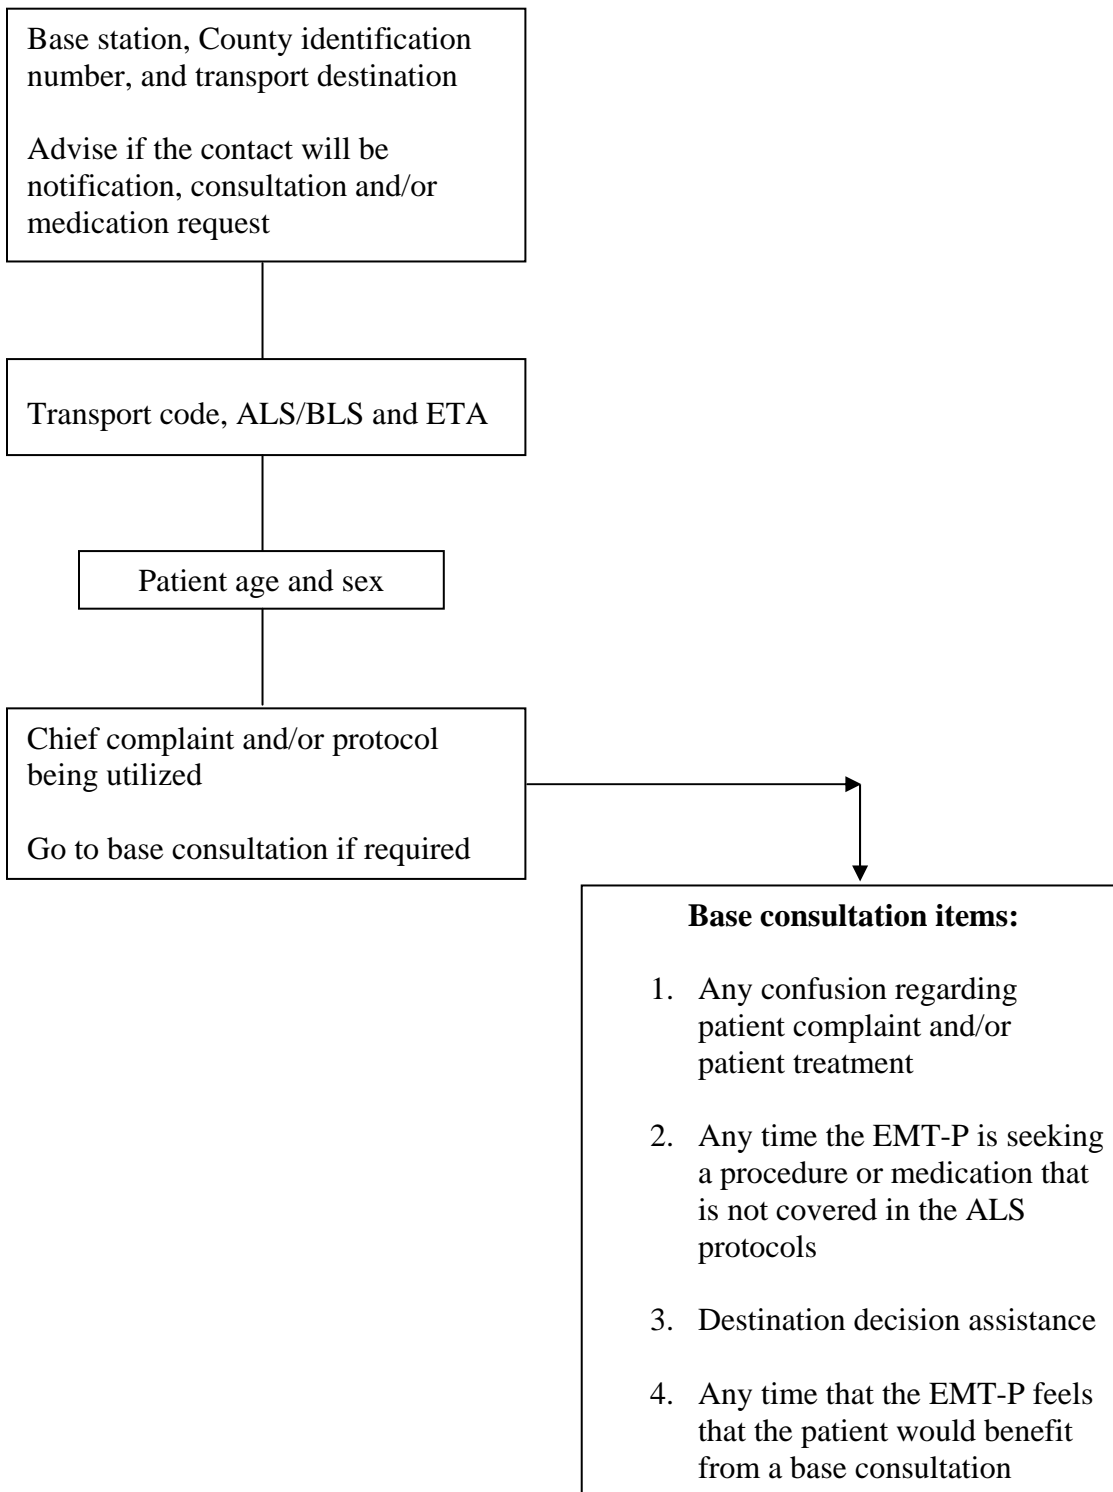 Base station, County identification
number, and transport destination
Advise if the contact will be
notification, consultation and/or
medication request
Transport code, ALS/BLS and ETA
Patient age and sex
Chief complaint and/or protocol
being utilized
Go to base consultation if required
Base consultation items:
1. Any confusion regarding
patient complaint and/or
patient treatment
2. Any time the EMT-P is seeking
a procedure or medication that
is not covered in the ALS
protocols
3. Destination decision assistance
4. Any time that the EMT-P feels
that the patient would benefit
from a base consultation